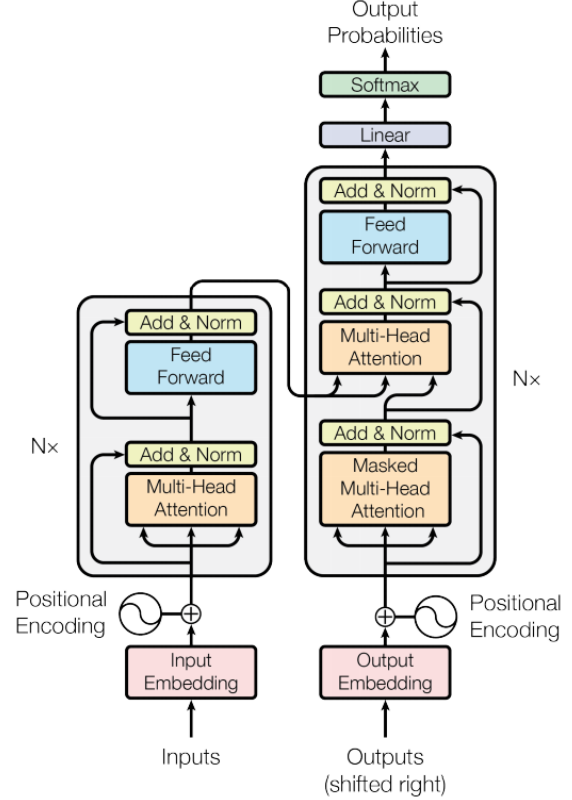 Output
Probabilities
Softmax
Linear
Add & Norm
Feed
Forward
Add & Norm
Multi-Head
Attention
Add & Norm
Masked
Multi-Head
Attention
N×
Add & Norm
Feed
Forward
Add & Norm
Multi-Head
Attention
N×
Positional
Encoding
Positional
Encoding
Input
Embedding
Output
Embedding
Inputs
Outputs
(shifted right)